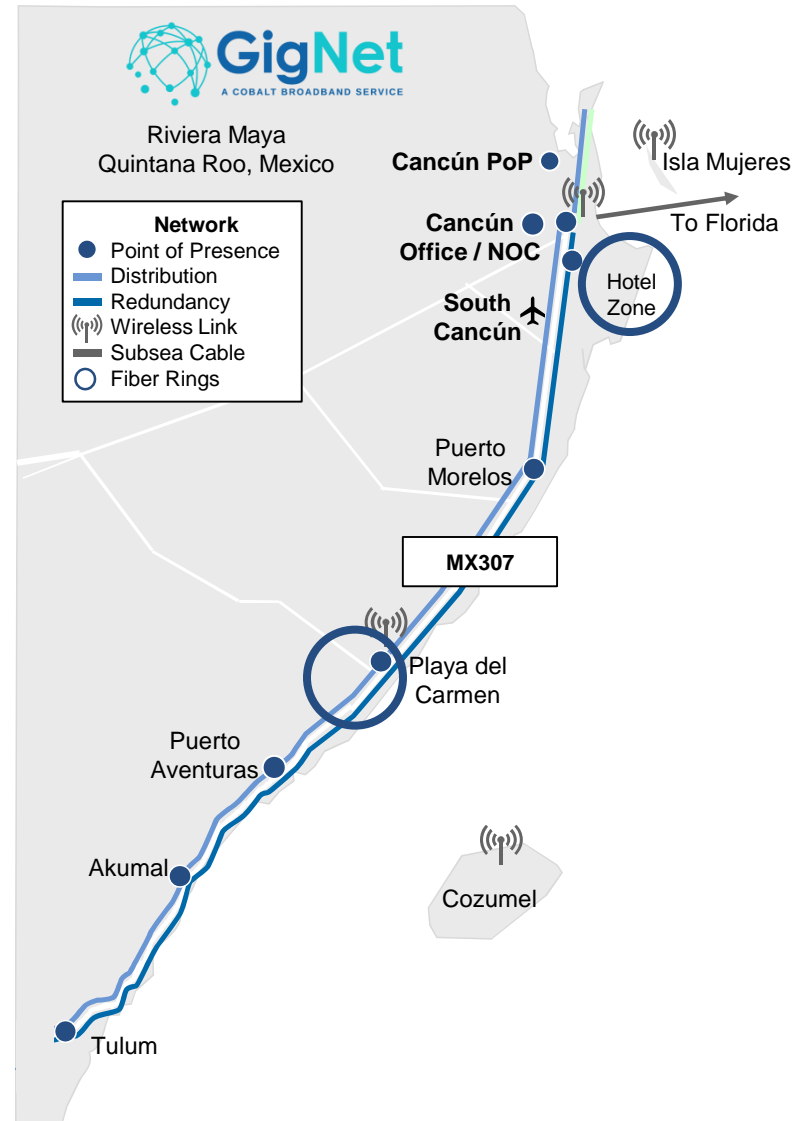 GigNet
A COBALT BROADBAND SERVICE
Riviera Maya
Quintana Roo, Mexico
Network
Point of Presence
Distribution
Redundancy
Wireless Link
Subsea Cable
Fiber Rings
Cancún PoP
Isla Mujeres
Cancún
Office / NOC
To Florida
Hotel
Zone
South
Cancún
Puerto
Morelos
MX307
Playa del
Carmen
Puerto
Aventuras
Akumal
Cozumel
Tulum